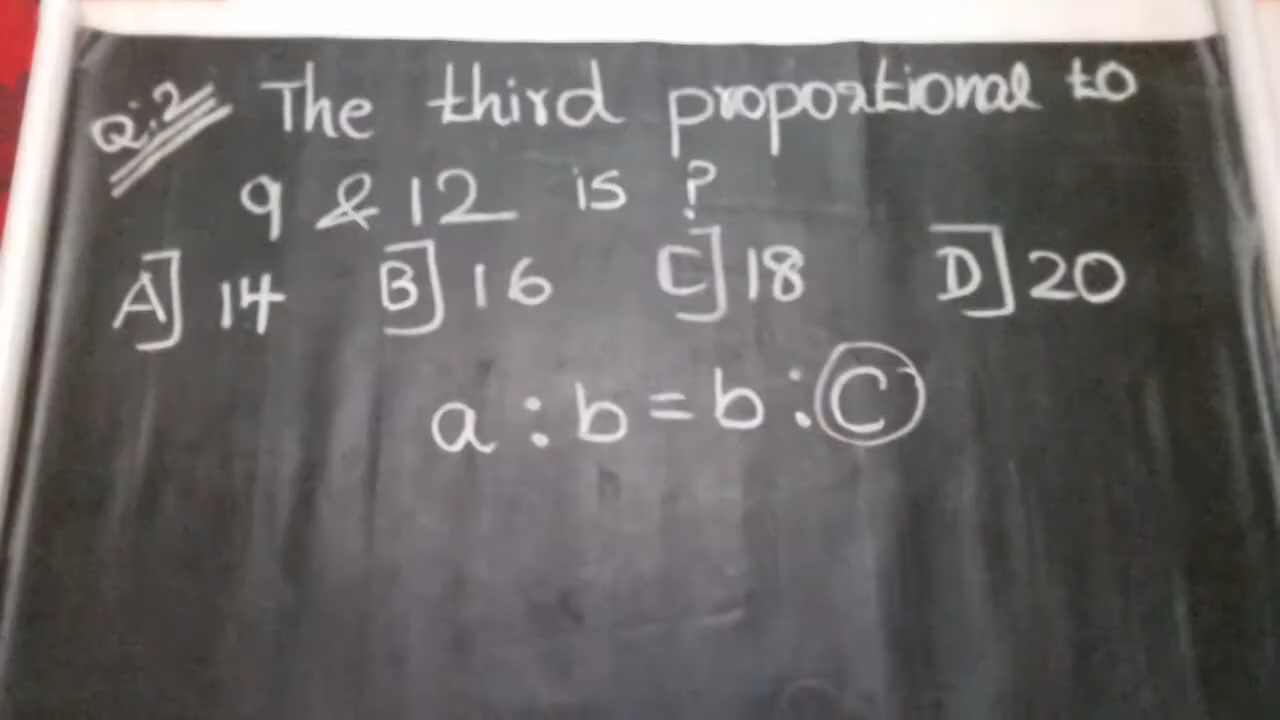 Q:2 The third proportional to
9 & 12 is ?
A] 14 B] 16 C] 18 D] 20
a : b = b : C